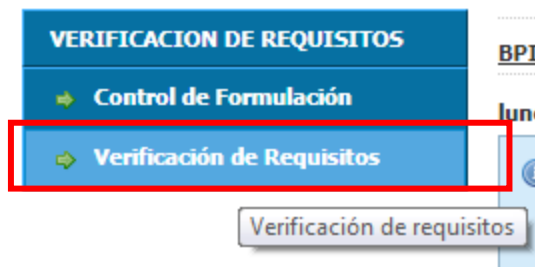 VERIFICACION DE REQUISITOS
Control de Formulación
Verificación de Requisitos
Verificación de requisitos